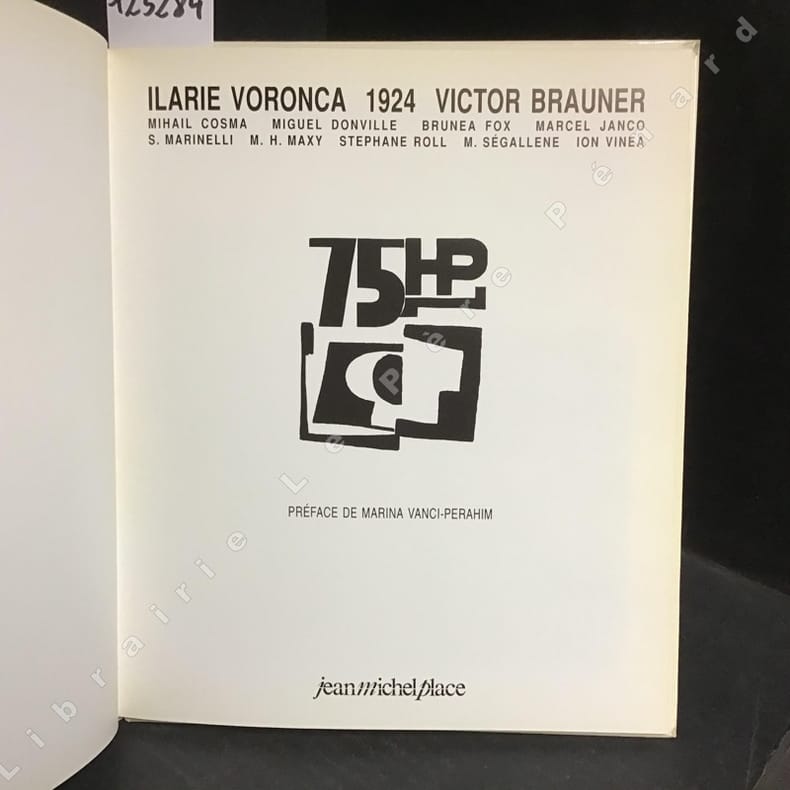 125284
ILARIE VORONCA 1924 VICTOR BRAUNER
MIHAIL COSMA MIGUEL DONVILLE BRUNEA FOX MARCEL JANCO
S. MARINELLI M. H. MAXY STEPHANE ROLL M. SÉGALLENE ION VINEA
75HP
PRÉFACE DE MARINA VANCI-PERAHIM
jeanmichelplace
Librairie Le Père Pénard